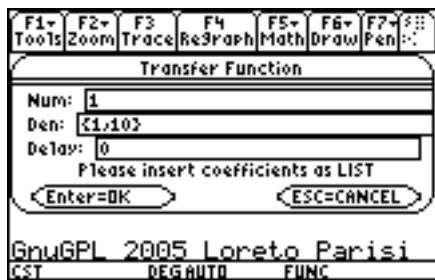 F1▾ F2▾ F3 F4 F5▾ F6▾ F7▾
Tools Zoom Trace ReGraph Math Draw Pen
Transfer Function
Num: 1
Den: {1,10}
Delay: 0
Please insert coefficients as LIST
Enter=OK ESC=CANCEL
GnuGPL 2005 Loreto Parisi
CST DEGAUTO FUNC